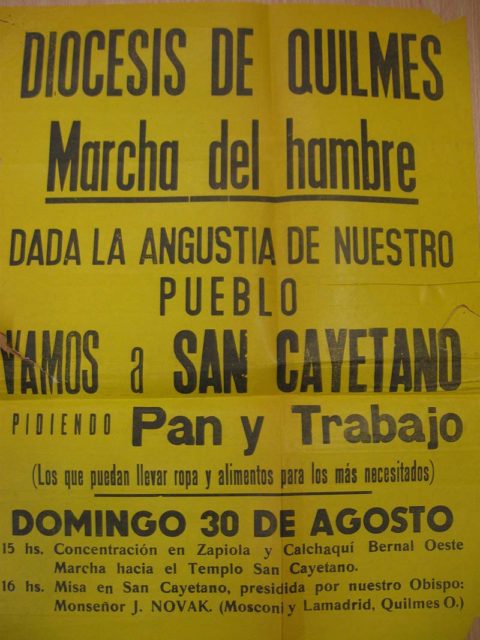 DIOCESIS DE QUILMES
Marcha del hambre
DADA LA ANGUSTIA DE NUESTRO
PUEBLO
VAMOS a SAN CAYETANO
PIDIENDO Pan y Trabajo
(Los que puedan llevar ropa y alimentos para los más necesitados)
DOMINGO 30 DE AGOSTO
15 hs. Concentración en Zapiola y Calchaquí Bernal Oeste
Marcha hacia el Templo San Cayetano.
16 hs. Misa en San Cayetano, presidida por nuestro Obispo:
Monseñor J. NOVAK. (Mosconi y Lamadrid, Quilmes O.)